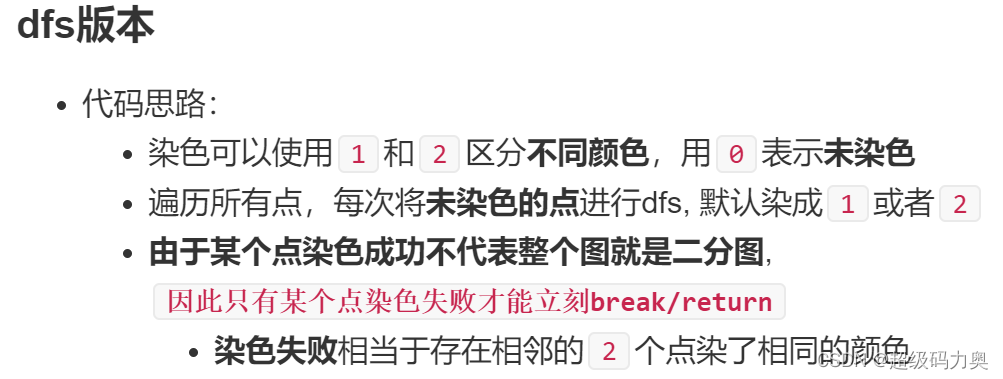 dfs版本
代码思路：
染色可以使用 1 和 2 区分不同颜色，用 0 表示未染色
遍历所有点，每次将未染色的点进行dfs, 默认染成 1 或者 2
由于某个点染色成功不代表整个图就是二分图,
因此只有某个点染色失败才能立刻break/return
染色失败相当于存在相邻的 2 个点染了相同的颜色
CSDN @超级码力奥